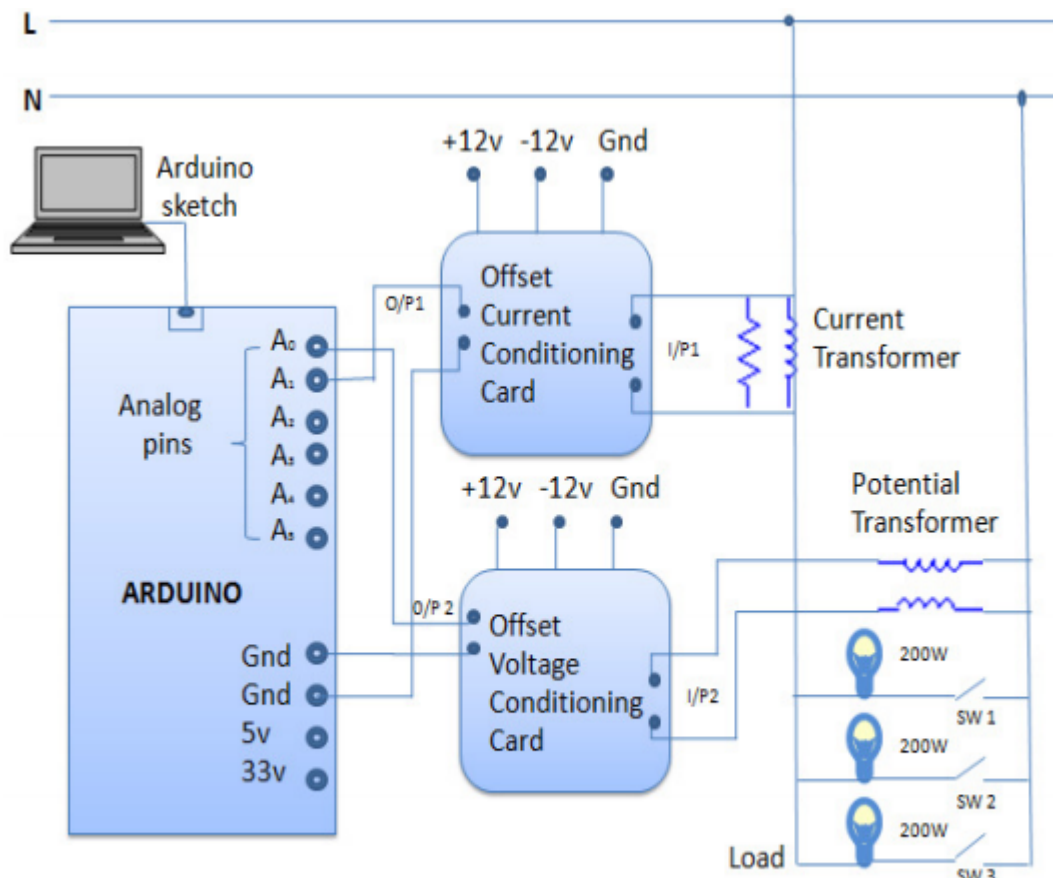 L
N
Arduino
sketch
+12v -12v Gnd
Offset
Current
Conditioning
Card
O/P1
I/P1
Current
Transformer
A0
A1
A2
A3
A4
A5
Analog
pins
ARDUINO
Gnd
Gnd
5v
33v
+12v -12v Gnd
Offset
Voltage
Conditioning
Card
O/P 2
I/P2
Potential
Transformer
200W
SW 1
200W
SW 2
200W
SW 3
Load